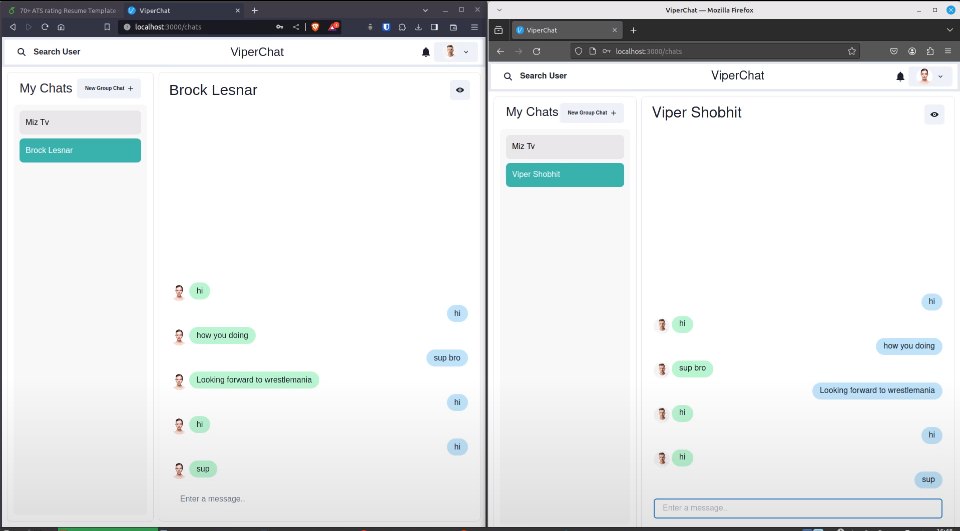 70+ ATS rating Resume Template -
ViperChat
localhost:3000/chats
Search User
ViperChat
My Chats
New Group Chat +
Miz Tv
Brock Lesnar
Brock Lesnar
hi
hi
how you doing
sup bro
Looking forward to wrestlemania
hi
hi
hi
sup
Enter a message..
ViperChat — Mozilla Firefox
ViperChat
localhost:3000/chats
Search User
ViperChat
My Chats
New Group Chat +
Miz Tv
Viper Shobhit
Viper Shobhit
hi
hi
how you doing
sup bro
Looking forward to wrestlemania
hi
hi
hi
sup
Enter a message..